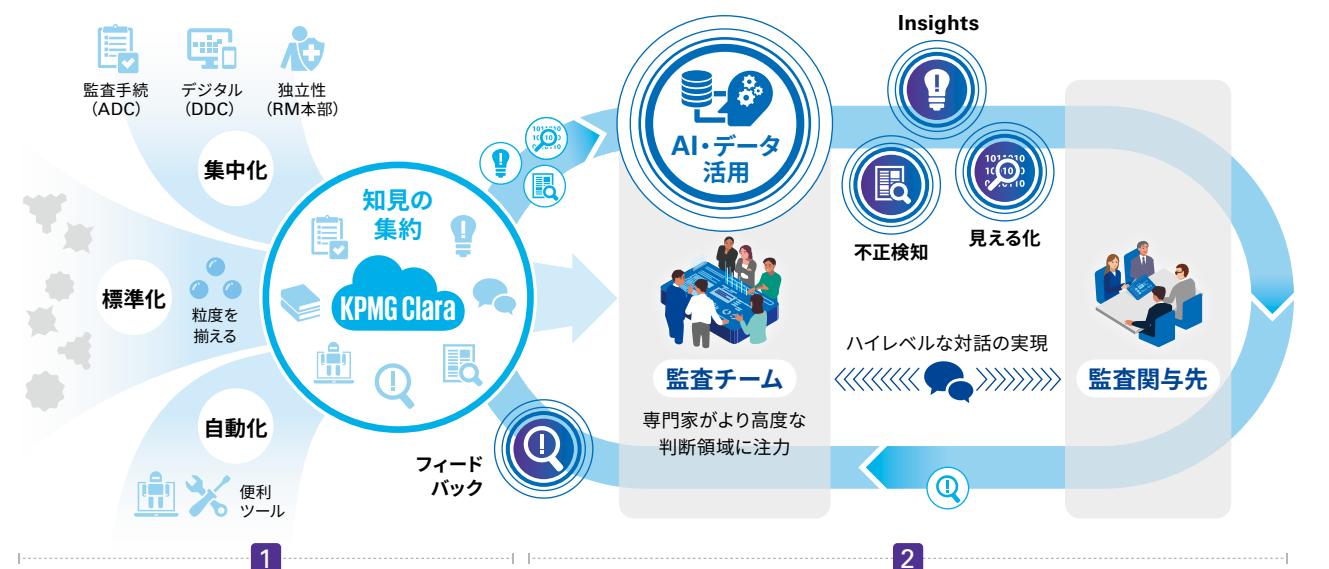 監査手続
（ADC）
デジタル
（DDC）
独立性
（RM本部）
集中化
標準化
粒度を
揃える
自動化
便利
ツール
知見の
集約
KPMG Clara
1011010
AI・データ
活用
Insights
不正検知
1011010
見える化
監査チーム
専門家がより高度な
判断領域に注力
ハイレベルな対話の実現
監査関与先
フィード
バック
1
2